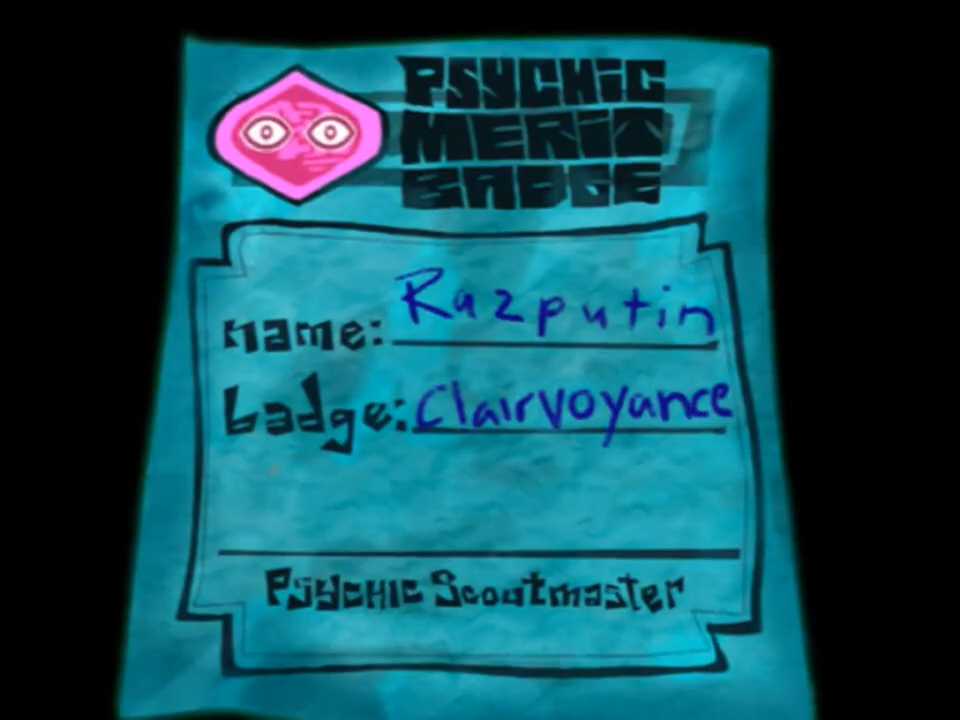 PSYCHiC
MERiT
BADGE
name: Razputin
badge: Clairvoyance
Psychic Scoutmaster